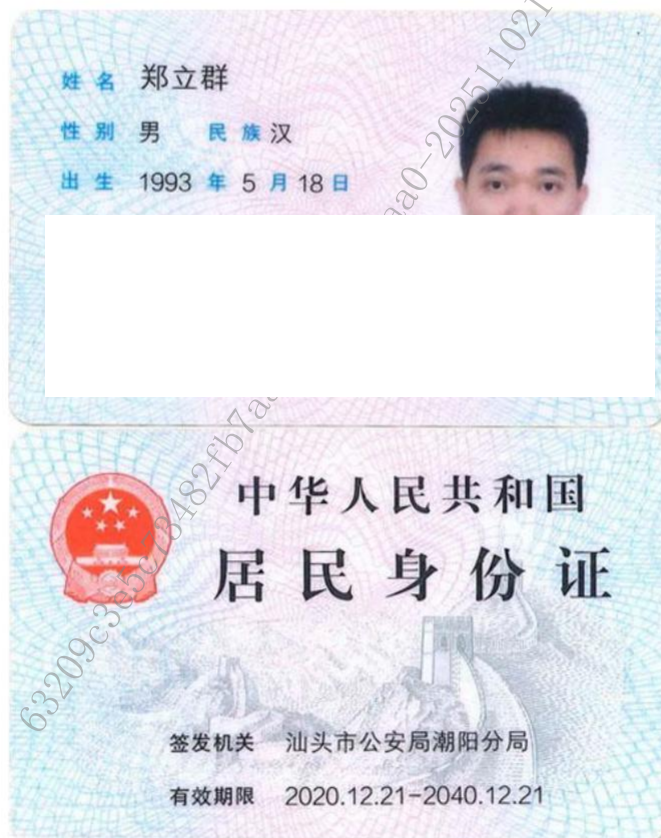 姓名 郑立群
性别 男 民族 汉
出生 1993 年 5 月 18 日
中华人民共和国
居民身份证
签发机关 汕头市公安局潮阳分局
有效期限 2020.12.21-2040.12.21